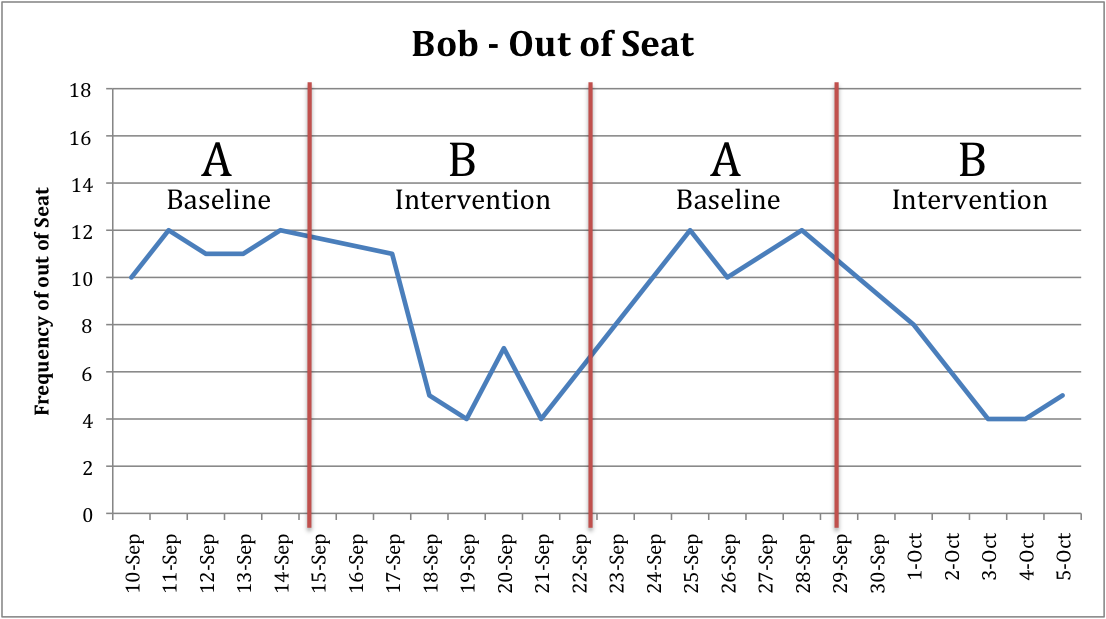 Bob - Out of Seat
Frequency of out of Seat
18
16
14
12
10
8
6
4
2
0
A
Baseline
B
Intervention
A
Baseline
B
Intervention
10-Sep
11-Sep
12-Sep
13-Sep
14-Sep
15-Sep
16-Sep
17-Sep
18-Sep
19-Sep
20-Sep
21-Sep
22-Sep
23-Sep
24-Sep
25-Sep
26-Sep
27-Sep
28-Sep
29-Sep
30-Sep
1-Oct
2-Oct
3-Oct
4-Oct
5-Oct